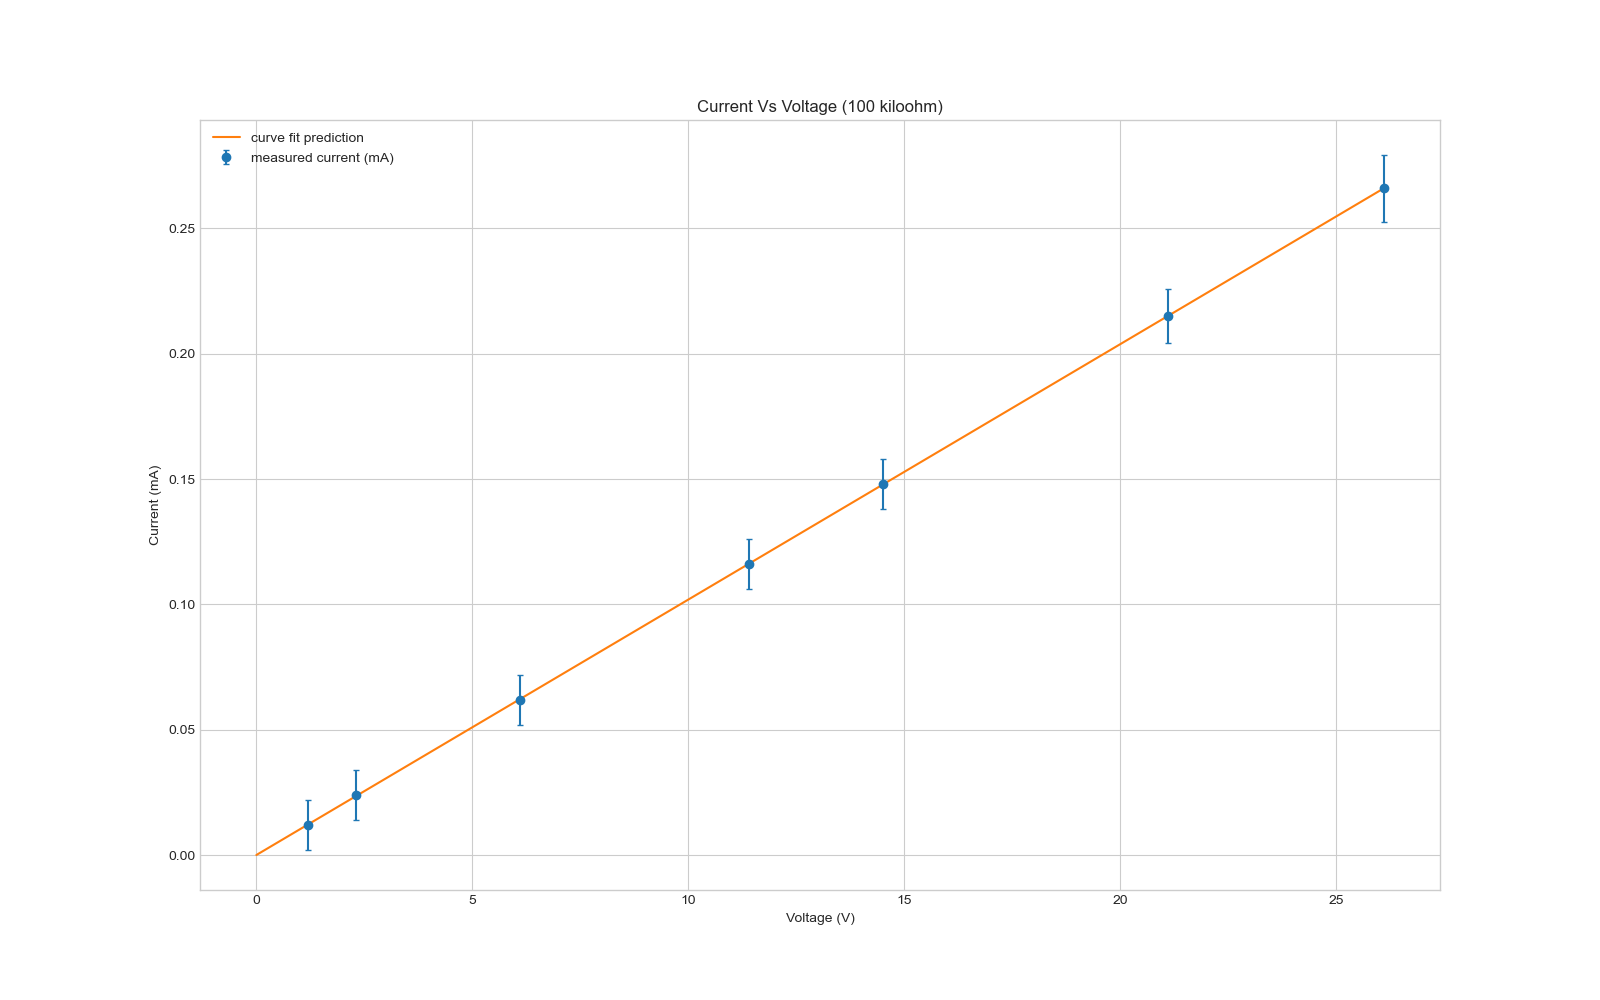 Current Vs Voltage (100 kiloohm)
curve fit prediction
measured current (mA)
0.25
0.20
0.15
0.10
0.05
0.00
Current (mA)
0 5 10 15 20 25
Voltage (V)